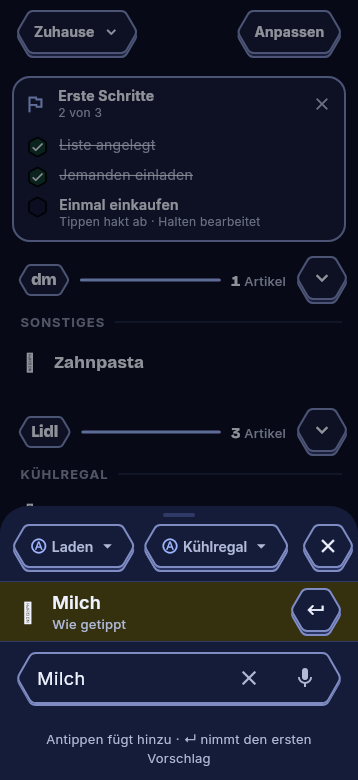 Zuhause
Anpassen
Erste Schritte
2 von 3
Liste angelegt
Jemanden einladen
Einmal einkaufen
Tippen hakt ab · Halten bearbeitet
dm
1 Artikel
SONSTIGES
Zahnpasta
Lidl
3 Artikel
KÜHLREGAL
A Laden
A Kühlregal
Milch
Wie getippt
Milch
Antippen fügt hinzu · ↵ nimmt den ersten
Vorschlag